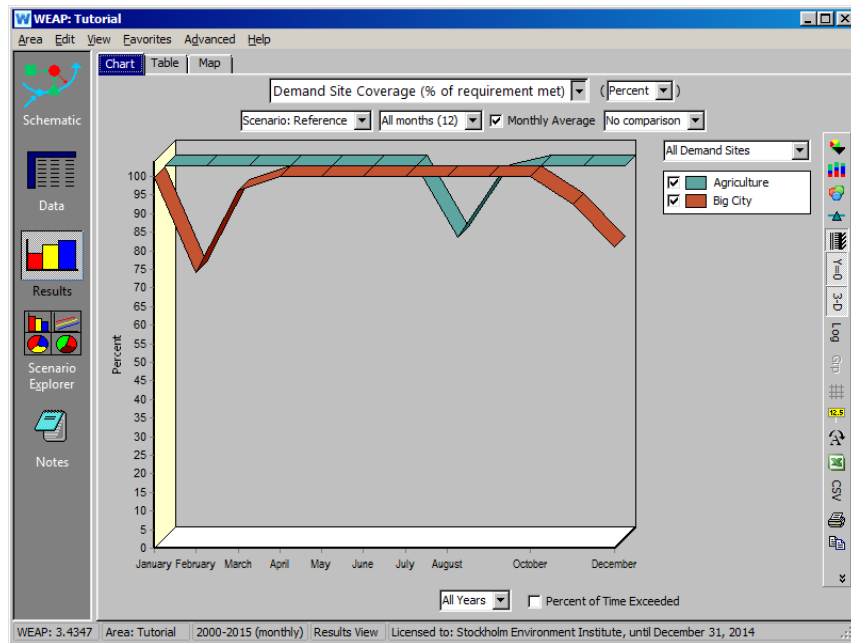 WEAP: Tutorial
Area Edit View Favorites Advanced Help
Chart Table Map
Demand Site Coverage (% of requirement met) (Percent)
Scenario: Reference All months (12) Monthly Average No comparison
Schematic
Data
Results
Scenario
Explorer
Notes
All Demand Sites
Agriculture
Big City
Percent
100
95
90
85
80
75
70
65
60
55
50
45
40
35
30
25
20
15
10
5
0
January February March April May June July August October December
All Years Percent of Time Exceeded
Y=0
3-D
Log
Grp
12.5
A
CSV
WEAP: 3.4347 Area: Tutorial 2000-2015 (monthly) Results View Licensed to: Stockholm Environment Institute, until December 31, 2014